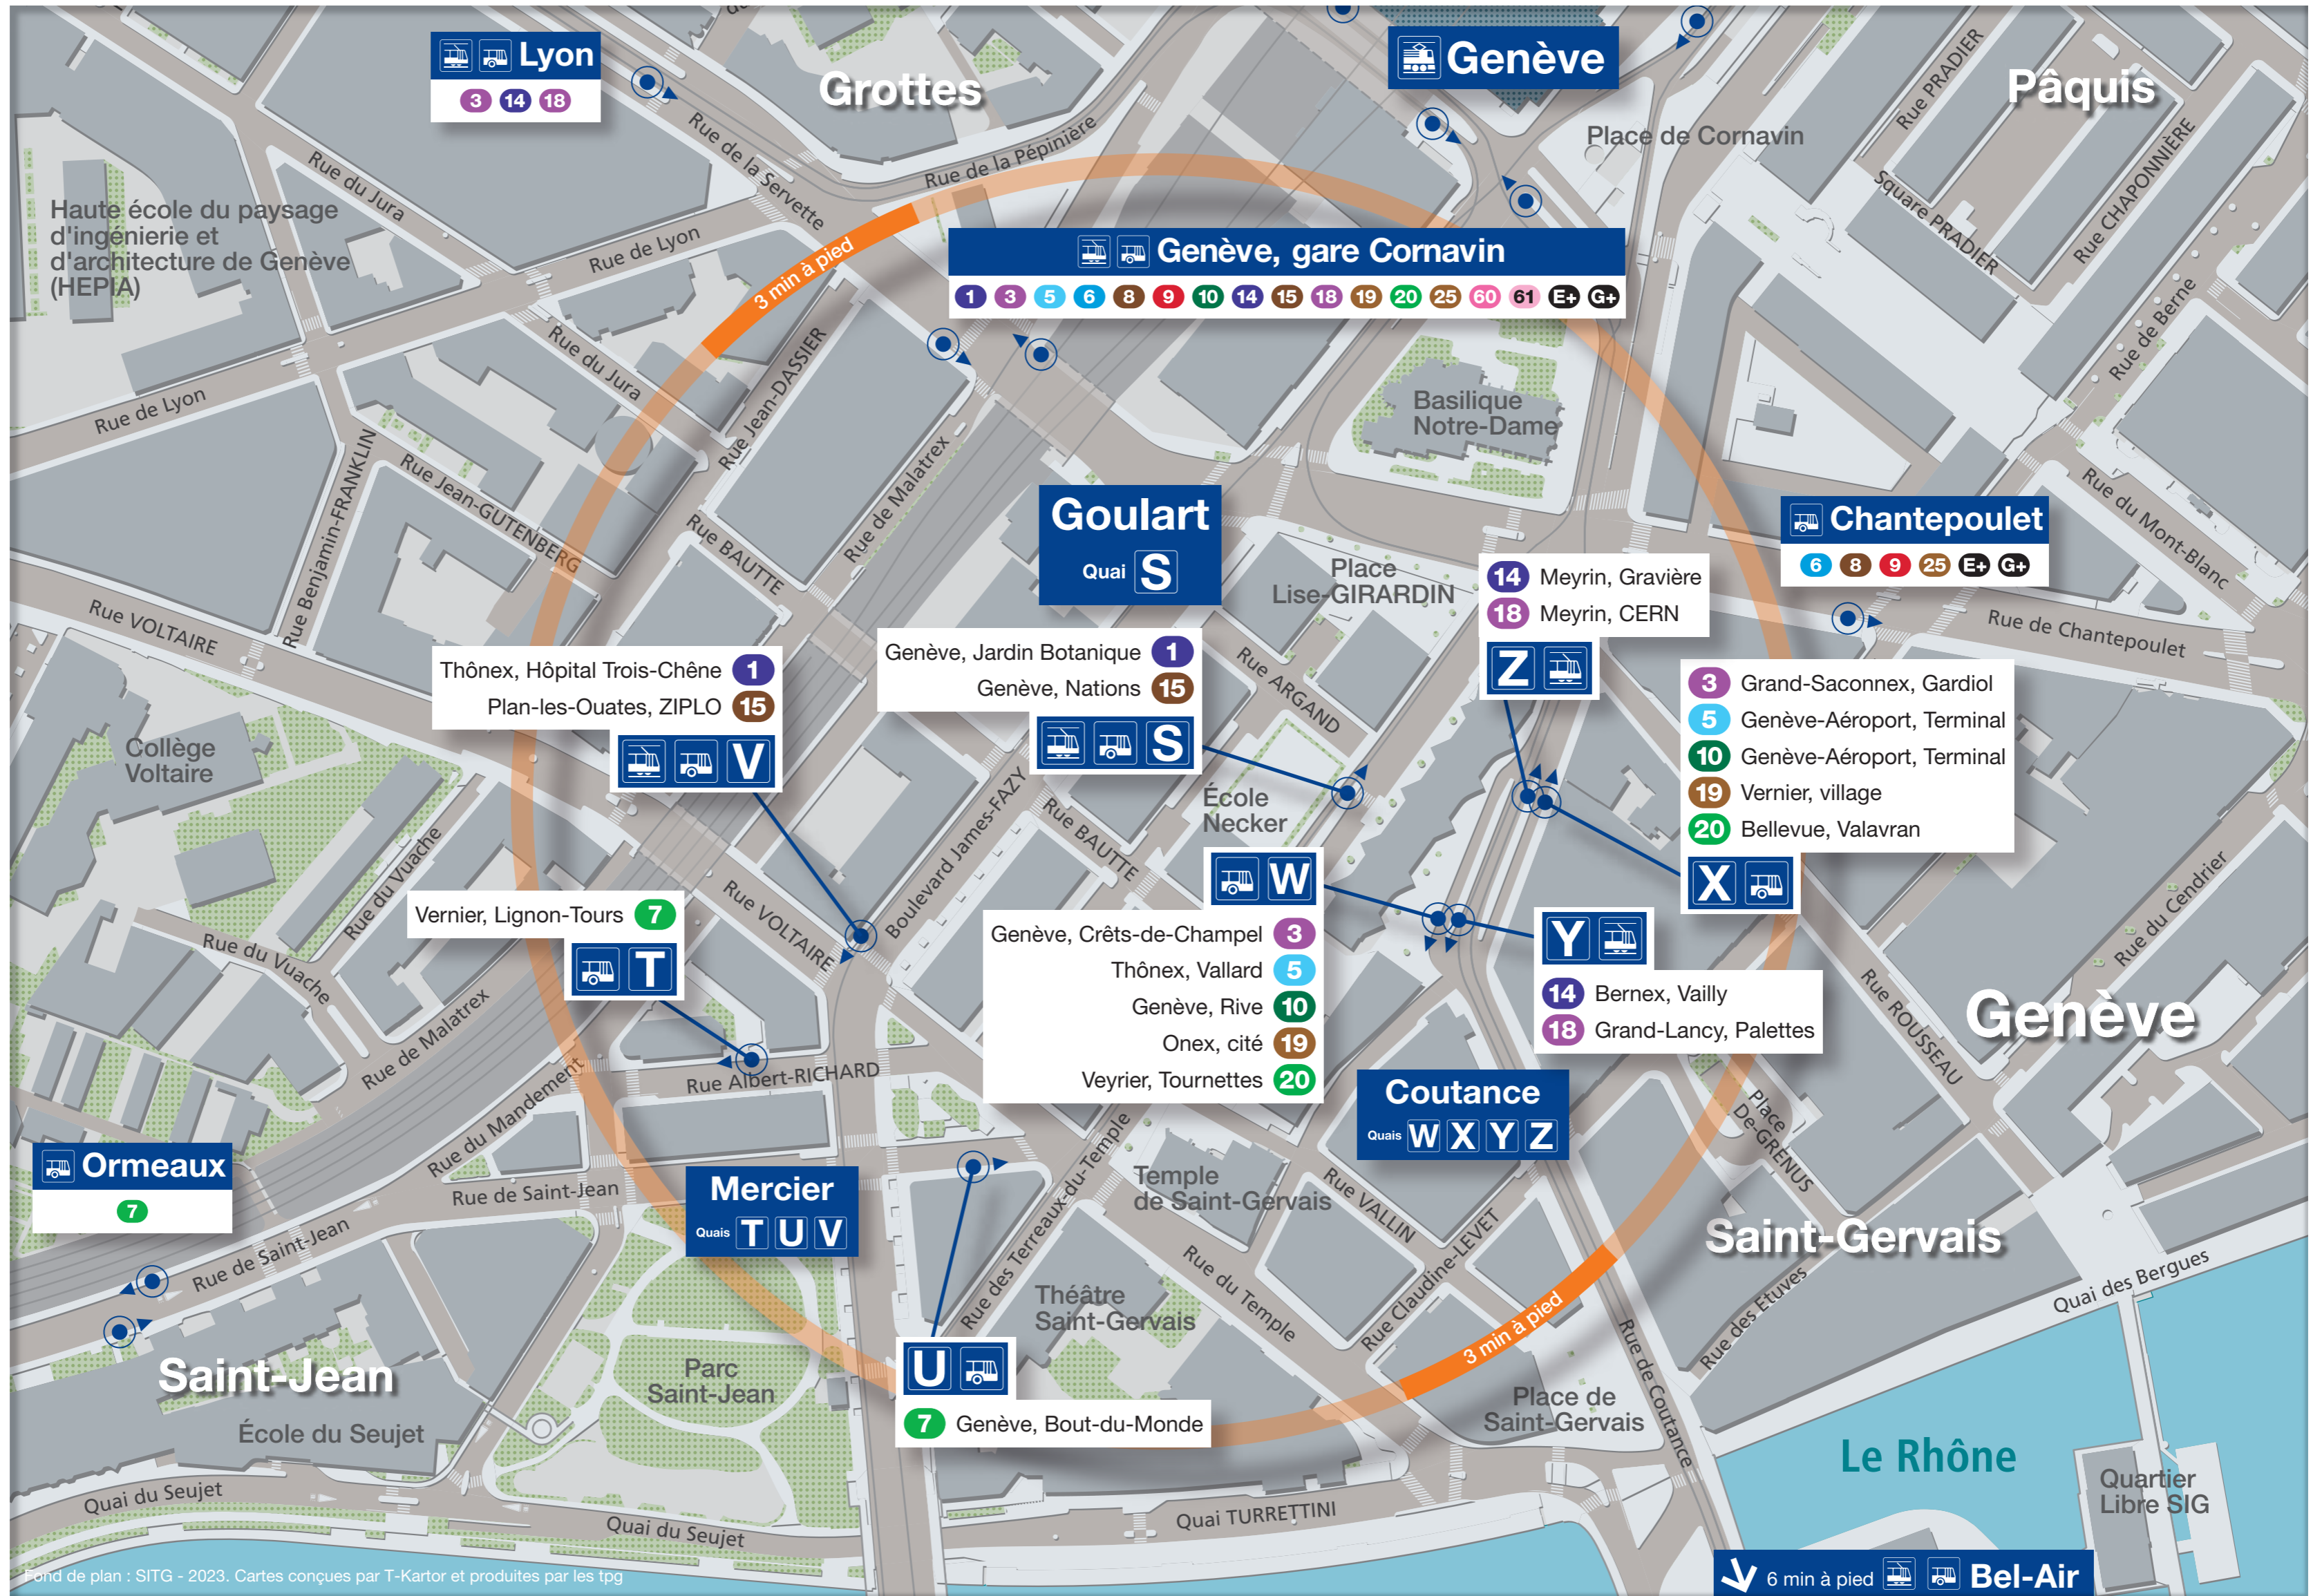 Lyon
3 14 18
Grottes
Genève
Pâquis
Place de Cornavin
Rue PRADIER
Square PRADIER
Rue CHAPONNIÈRE
Rue de Berne
Rue de la Servette
Rue de la Pépinière
Rue du Jura
Haute école du paysage
d'ingénierie et
d'architecture de Genève
(HEPIA)
Rue de Lyon
3 min à pied
Genève, gare Cornavin
1 3 5 6 8 9 10 14 15 18 19 20 25 60 61 E+ G+
Rue du Jura
Rue Jean-DASSIER
Rue de Lyon
Basilique
Notre-Dame
Rue Benjamin-FRANKLIN
Rue Jean-GUTENBERG
Rue de Malatrex
Rue BAUTTE
Goulart
Quai S
Place
Lise-GIRARDIN
Chantepoulet
6 8 9 25 E+ G+
Rue du Mont-Blanc
Rue de Chantepoulet
14 Meyrin, Gravière
18 Meyrin, CERN
Z
Rue VOLTAIRE
Thônex, Hôpital Trois-Chêne 1
Plan-les-Ouates, ZIPLO 15
V
Genève, Jardin Botanique 1
Genève, Nations 15
S
Rue ARGAND
3 Grand-Saconnex, Gardiol
5 Genève-Aéroport, Terminal
10 Genève-Aéroport, Terminal
19 Vernier, village
20 Bellevue, Valavran
X
Collège
Voltaire
École
Necker
Boulevard James-FAZY
Rue BAUTTE
Rue du Vuache
Rue VOLTAIRE
Rue du Vuache
Vernier, Lignon-Tours 7
T
W
Genève, Crêts-de-Champel 3
Thônex, Vallard 5
Genève, Rive 10
Onex, cité 19
Veyrier, Tournettes 20
Y
14 Bernex, Vailly
18 Grand-Lancy, Palettes
Rue du Cendrier
Rue ROUSSEAU
Genève
Rue de Malatrex
Rue Albert-RICHARD
Rue du Mandement
Coutance
Quais W X Y Z
Place
De-GRENUS
Ormeaux
7
Rue de Saint-Jean
Mercier
Quais T U V
Rue des Terreaux-du-Temple
Temple
de Saint-Gervais
Rue VALLIN
Saint-Gervais
Rue de Saint-Jean
Rue du Temple
Rue Claudine-LEVET
Théâtre
Saint-Gervais
3 min à pied
Rue des Etuves
Quai des Bergues
Rue de Coutance
Saint-Jean
École du Seujet
Parc
Saint-Jean
U
7 Genève, Bout-du-Monde
Place de
Saint-Gervais
Le Rhône
Quartier
Libre SIG
Quai du Seujet
Quai du Seujet
Quai TURRETTINI
Fond de plan : SITG - 2023. Cartes conçues par T-Kartor et produites par les tpg
6 min à pied Bel-Air